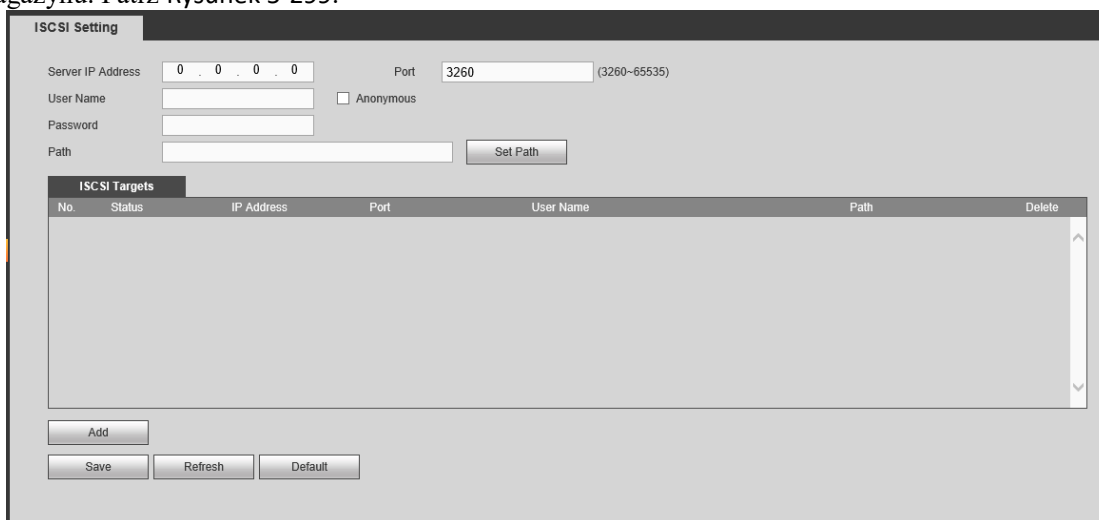 Patrz Rysunek 5-255.
ISCSI Setting
Server IP Address 0 . 0 . 0 . 0 Port 3260 (3260~65535)
User Name Anonymous
Password
Path Set Path
ISCSI Targets
No. Status IP Address Port User Name Path Delete
Add
Save Refresh Default